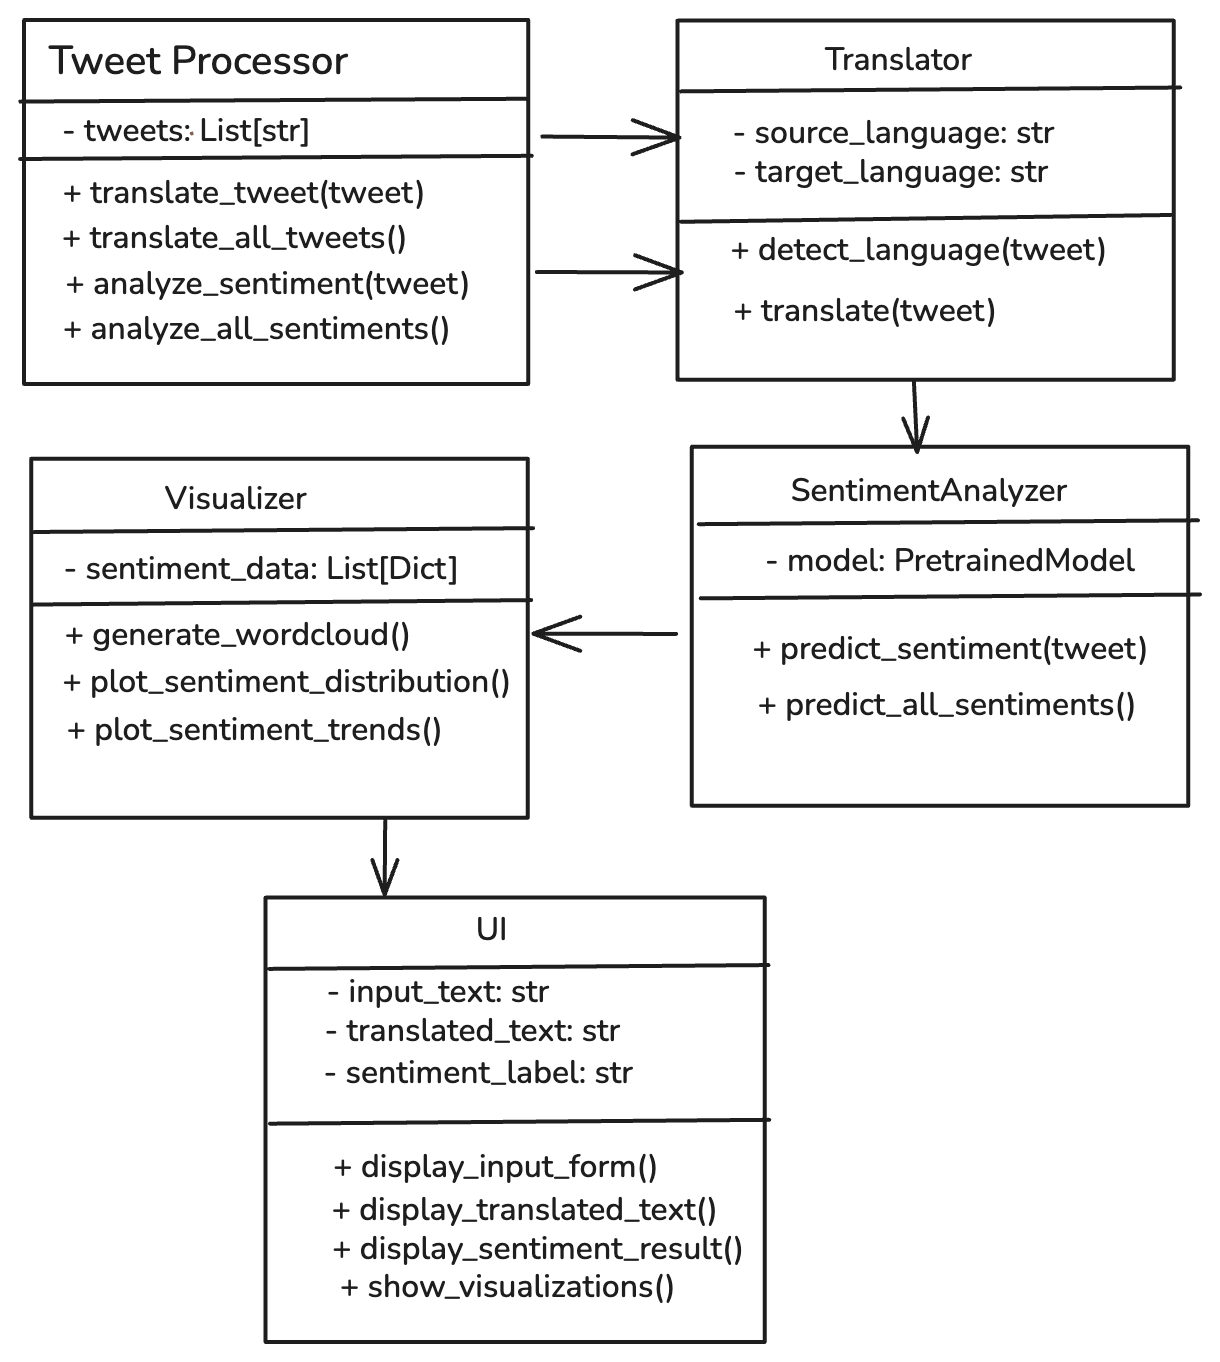 Tweet Processor
- tweets: List[str]
+ translate_tweet(tweet)
+ translate_all_tweets()
+ analyze_sentiment(tweet)
+ analyze_all_sentiments()
Translator
- source_language: str
- target_language: str
+ detect_language(tweet)
+ translate(tweet)
Visualizer
- sentiment_data: List[Dict]
+ generate_wordcloud()
+ plot_sentiment_distribution()
+ plot_sentiment_trends()
SentimentAnalyzer
- model: PretrainedModel
+ predict_sentiment(tweet)
+ predict_all_sentiments()
UI
- input_text: str
- translated_text: str
- sentiment_label: str
+ display_input_form()
+ display_translated_text()
+ display_sentiment_result()
+ show_visualizations()